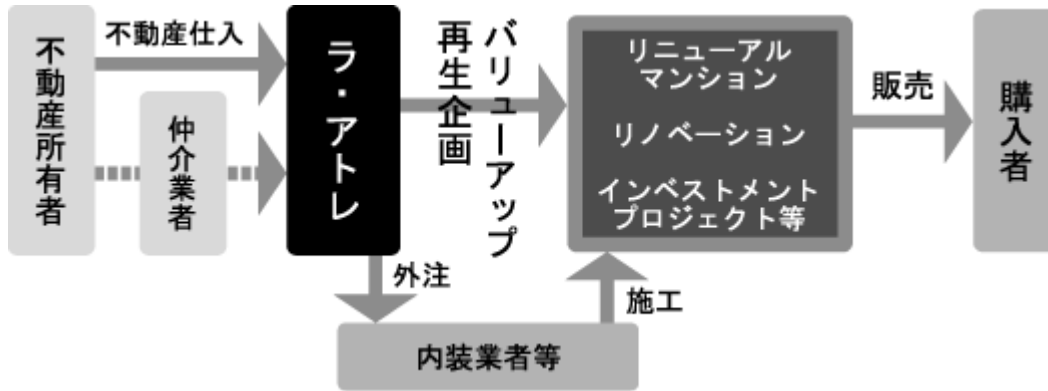 不動産所有者
不動産仕入
仲介業者
ラ・アトレ
バリューアップ
再生企画
リニューアル
マンション
リノベーション
インベストメント
プロジェクト等
販売
購入者
外注
内装業者等
施工